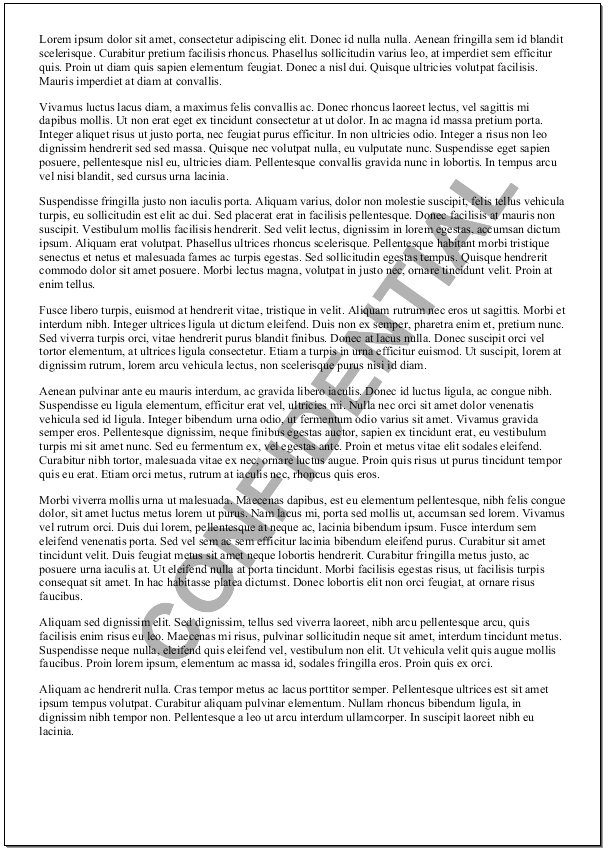 Lorem ipsum dolor sit amet, consectetur adipiscing elit. Donec id nulla nulla. Aenean fringilla sem id blandit
scelerisque. Curabitur pretium facilisis rhoncus. Phasellus sollicitudin varius leo, at imperdiet sem efficitur
quis. Proin ut diam quis sapien elementum feugiat. Donec a nisl dui. Quisque ultricies volutpat facilisis.
Mauris imperdiet at diam at convallis.
Vivamus luctus lacus diam, a maximus felis convallis ac. Donec rhoncus laoreet lectus, vel sagittis mi
dapibus mollis. Ut non erat eget ex tincidunt consectetur at ut dolor. In ac magna id massa pretium porta.
Integer aliquet risus ut justo porta, nec feugiat purus efficitur. In non ultricies odio. Integer a risus non leo
dignissim hendrerit sed sed massa. Quisque nec volutpat nulla, eu vulputate nunc. Suspendisse eget sapien
posuere, pellentesque nisl eu, ultricies diam. Pellentesque convallis gravida nunc in lobortis. In tempus arcu
vel nisi blandit, sed cursus urna lacinia.
Suspendisse fringilla justo non iaculis porta. Aliquam varius, dolor non molestie suscipit, felis tellus vehicula
turpis, eu sollicitudin est elit ac dui. Sed placerat erat in facilisis pellentesque. Donec facilisis at mauris non
suscipit. Vestibulum mollis facilisis hendrerit. Sed velit lectus, dignissim in lorem egestas, accumsan dictum
ipsum. Aliquam erat volutpat. Phasellus ultrices rhoncus scelerisque. Pellentesque habitant morbi tristique
senectus et netus et malesuada fames ac turpis egestas. Sed sollicitudin egestas tempus. Quisque hendrerit
commodo dolor sit amet posuere. Morbi lectus magna, volutpat in justo nec, ornare tincidunt velit. Proin at
enim tellus.
Fusce libero turpis, euismod at hendrerit vitae, tristique in velit. Aliquam rutrum nec eros ut sagittis. Morbi et
interdum nibh. Integer ultrices ligula ut dictum eleifend. Duis non ex semper, pharetra enim et, pretium nunc.
Sed viverra turpis orci, vitae hendrerit purus blandit finibus. Donec at lacus nulla. Donec suscipit orci vel
tortor elementum, at ultrices ligula consectetur. Etiam a turpis in urna efficitur euismod. Ut suscipit, lorem at
dignissim rutrum, lorem arcu vehicula lectus, non scelerisque purus nisi id diam.
Aenean pulvinar ante eu mauris interdum, ac gravida libero iaculis. Donec id luctus ligula, ac congue nibh.
Suspendisse eu ligula elementum, efficitur erat vel, ultricies mi. Nulla nec orci sit amet dolor venenatis
vehicula sed id ligula. Integer bibendum urna odio, ut fermentum odio varius sit amet. Vivamus gravida
semper eros. Pellentesque dignissim, neque finibus egestas auctor, sapien ex tincidunt erat, eu vestibulum
turpis mi sit amet nunc. Sed eu fermentum ex, vel egestas ante. Proin et metus vitae elit sodales eleifend.
Curabitur nibh tortor, malesuada vitae ex nec, ornare luctus augue. Proin quis risus ut purus tincidunt tempor
quis eu erat. Etiam orci metus, rutrum at iaculis nec, rhoncus quis eros.
Morbi viverra mollis urna ut malesuada. Maecenas dapibus, est eu elementum pellentesque, nibh felis congue
dolor, sit amet luctus metus lorem ut purus. Nam lacus mi, porta sed mollis ut, accumsan sed lorem. Vivamus
vel rutrum orci. Duis dui lorem, pellentesque at neque ac, lacinia bibendum ipsum. Fusce interdum sem
eleifend venenatis porta. Sed vel sem ac sem efficitur lacinia bibendum eleifend purus. Curabitur sit amet
tincidunt velit. Duis feugiat metus sit amet neque lobortis hendrerit. Curabitur fringilla metus justo, ac
posuere urna iaculis at. Ut eleifend nulla at porta tincidunt. Morbi facilisis egestas risus, ut facilisis turpis
consequat sit amet. In hac habitasse platea dictumst. Donec lobortis elit non orci feugiat, at ornare risus
faucibus.
Aliquam sed dignissim elit. Sed dignissim, tellus sed viverra laoreet, nibh arcu pellentesque arcu, quis
facilisis enim risus eu leo. Maecenas mi risus, pulvinar sollicitudin neque sit amet, interdum tincidunt metus.
Suspendisse neque nulla, eleifend quis eleifend vel, vestibulum non elit. Ut vehicula velit quis augue mollis
faucibus. Proin lorem ipsum, elementum ac massa id, sodales fringilla eros. Proin quis ex orci.
Aliquam ac hendrerit nulla. Cras tempor metus ac lacus porttitor semper. Pellentesque ultrices est sit amet
ipsum tempus volutpat. Curabitur aliquam pulvinar elementum. Nullam rhoncus bibendum ligula, in
dignissim nibh tempor non. Pellentesque a leo ut arcu interdum ullamcorper. In suscipit laoreet nibh eu
lacinia.
CONFIDENTIAL